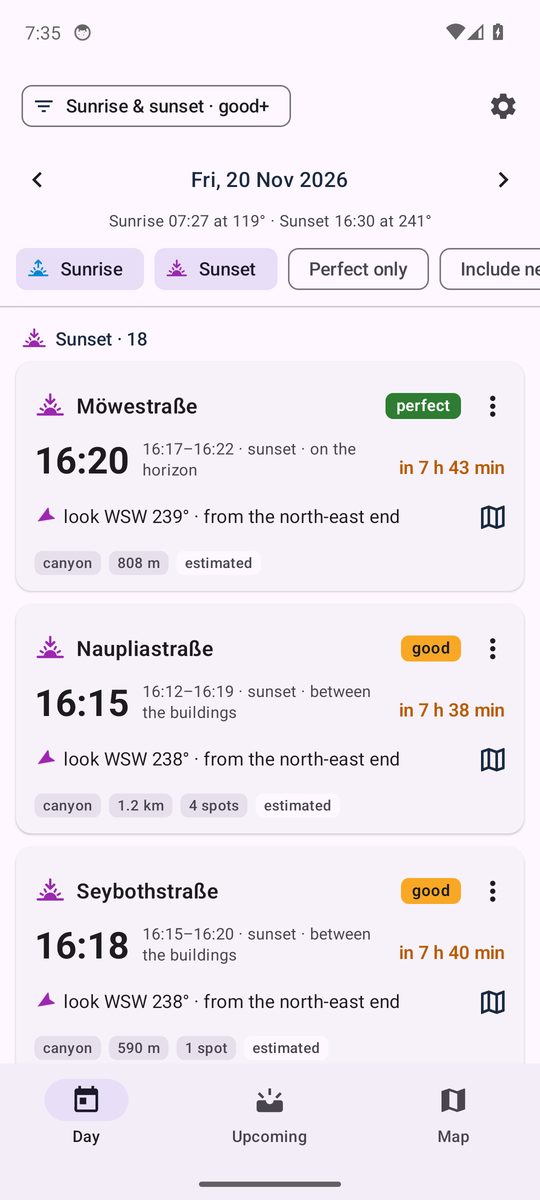 7:35
Sunrise & sunset · good+
Fri, 20 Nov 2026
Sunrise 07:27 at 119° · Sunset 16:30 at 241°
Sunrise
Sunset
Perfect only
Include ne
Sunset · 18
Möwestraße
perfect
16:20
16:17–16:22 · sunset · on the
horizon
in 7 h 43 min
look WSW 239° · from the north-east end
canyon
808 m
estimated
Naupliastraße
good
16:15
16:12–16:19 · sunset · between
the buildings
in 7 h 38 min
look WSW 238° · from the north-east end
canyon
1.2 km
4 spots
estimated
Seybothstraße
good
16:18
16:15–16:20 · sunset · between
the buildings
in 7 h 40 min
look WSW 238° · from the north-east end
canyon
590 m
1 spot
estimated
Day
Upcoming
Map